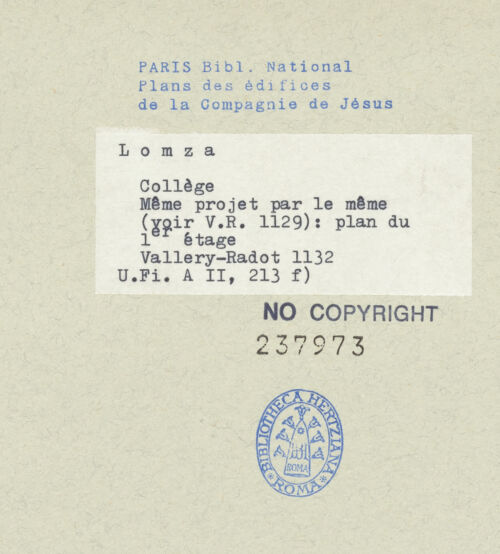 PARIS Bibl. National
Plans des édifices
de la Compagnie de Jésus
L o m z a
Collège
Même projet par le même
(voir V.R. 1129): plan du
1er étage
Vallery-Radot 1132
U.Fi. A II, 213 f)
NO COPYRIGHT
237973
BIBLIOTHECA HERTZIANA
ROMA
*ROMA*